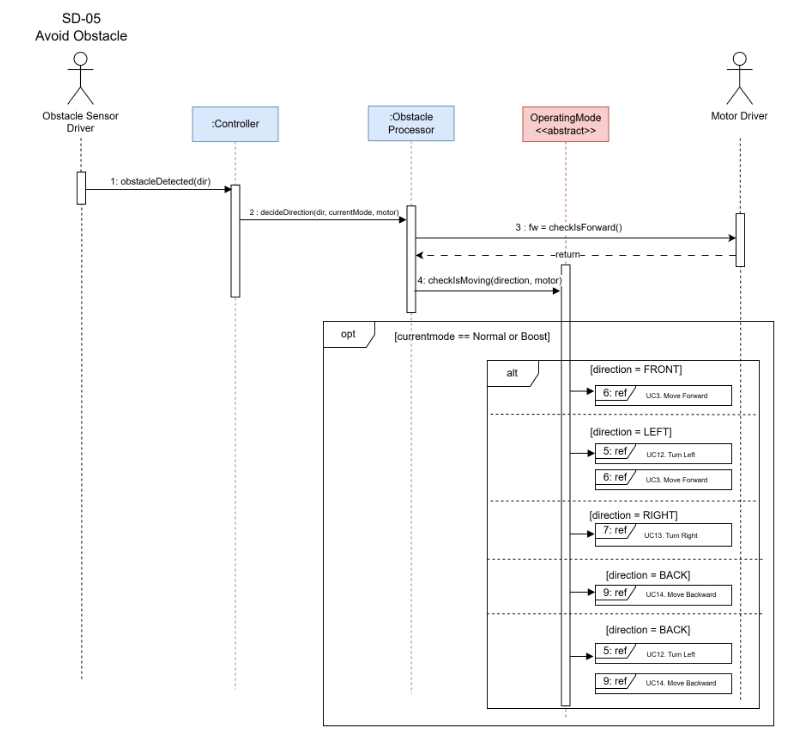 SD-05
Avoid Obstacle
Obstacle Sensor
Driver
:Controller
:Obstacle
Processor
OperatingMode
<<abstract>>
Motor Driver
1: obstacleDetected(dir)
2 : decideDirection(dir, currentMode, motor)
3 : fw = checkIsForward()
return
4: checkIsMoving(direction, motor)
opt
[currentmode == Normal or Boost]
alt
[direction = FRONT]
6: ref
UC3. Move Forward
[direction = LEFT]
5: ref
UC12. Turn Left
6: ref
UC3. Move Forward
[direction = RIGHT]
7: ref
UC13. Turn Right
[direction = BACK]
9: ref
UC14. Move Backward
[direction = BACK]
5: ref
UC12. Turn Left
9: ref
UC14. Move Backward